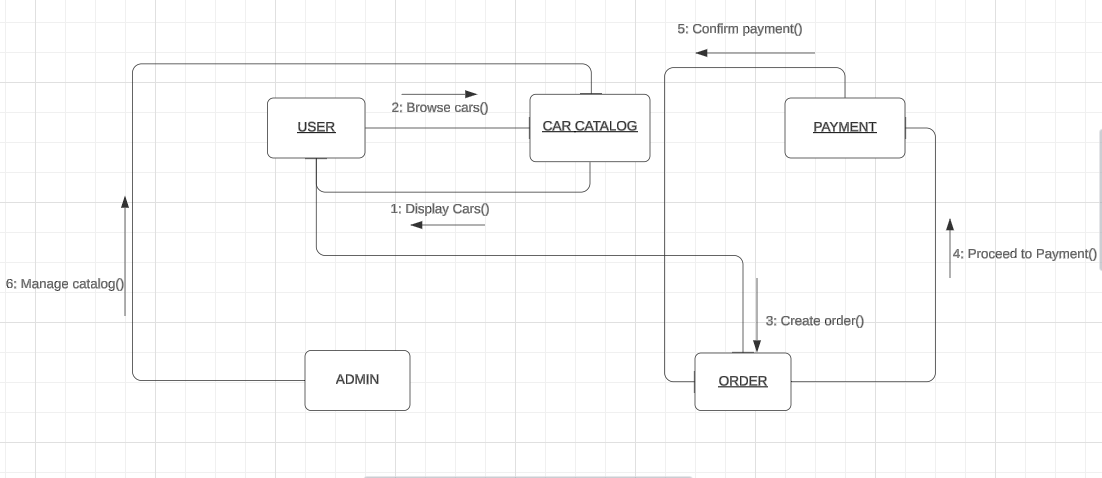 5: Confirm payment()
2: Browse cars()
USER
CAR CATALOG
PAYMENT
1: Display Cars()
4: Proceed to Payment()
6: Manage catalog()
3: Create order()
ADMIN
ORDER